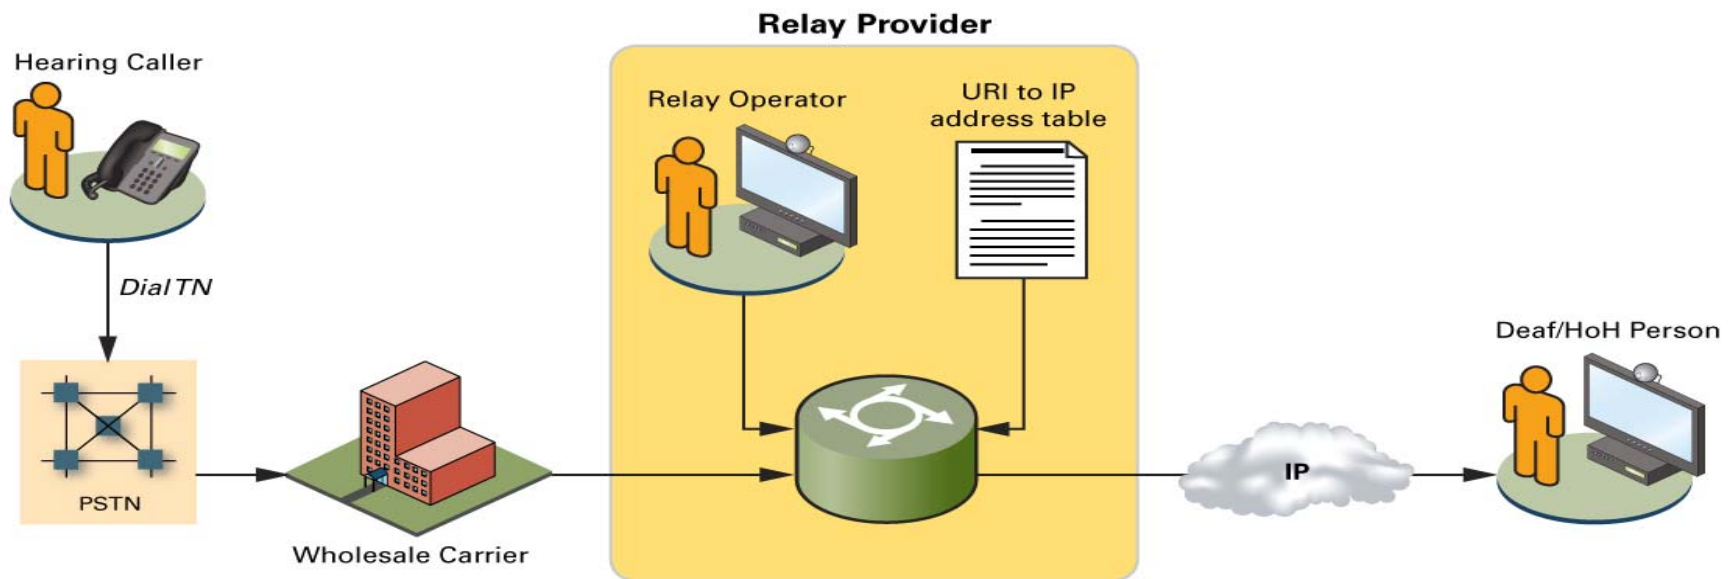 Relay Provider
Hearing Caller
Relay Operator
URI to IP
address table
Dial TN
Deaf/HoH Person
PSTN
IP
Wholesale Carrier